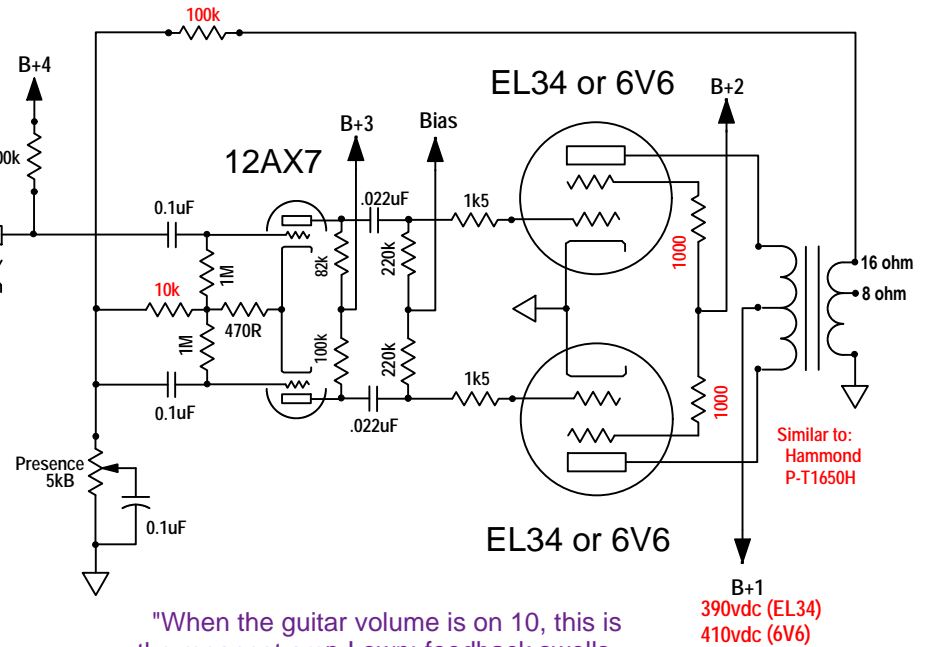 100k
B+4
EL34 or 6V6
B+2
B+3
Bias
12AX7
.022uF
1k5
0.1uF
1M
82k
220k
1000
16 ohm
8 ohm
10k
470R
1M
100k
220k
1k5
1000
0.1uF
.022uF
Similar to:
Hammond
P-T1650H
Presence
5kB
0.1uF
EL34 or 6V6
B+1
390vdc (EL34)
410vdc (6V6)
"When the guitar volume is on 10, this is